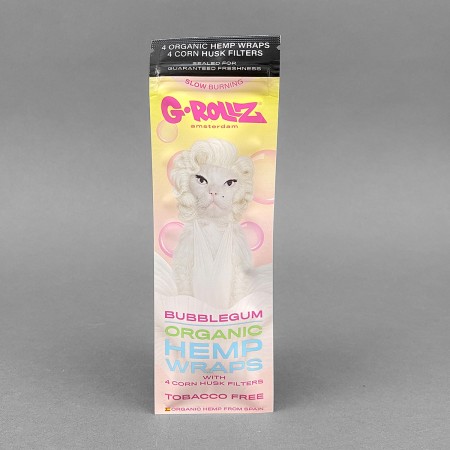 4 ORGANIC HEMP WRAPS
4 CORN HUSK FILTERS
SEALED FOR
GUARANTEED FRESHNESS
SLOW BURNING
G•ROLLZ®
amsterdam
BUBBLEGUM
ORGANIC
HEMP
WRAPS
WITH
4 CORN HUSK FILTERS
TOBACCO FREE
ORGANIC HEMP FROM SPAIN